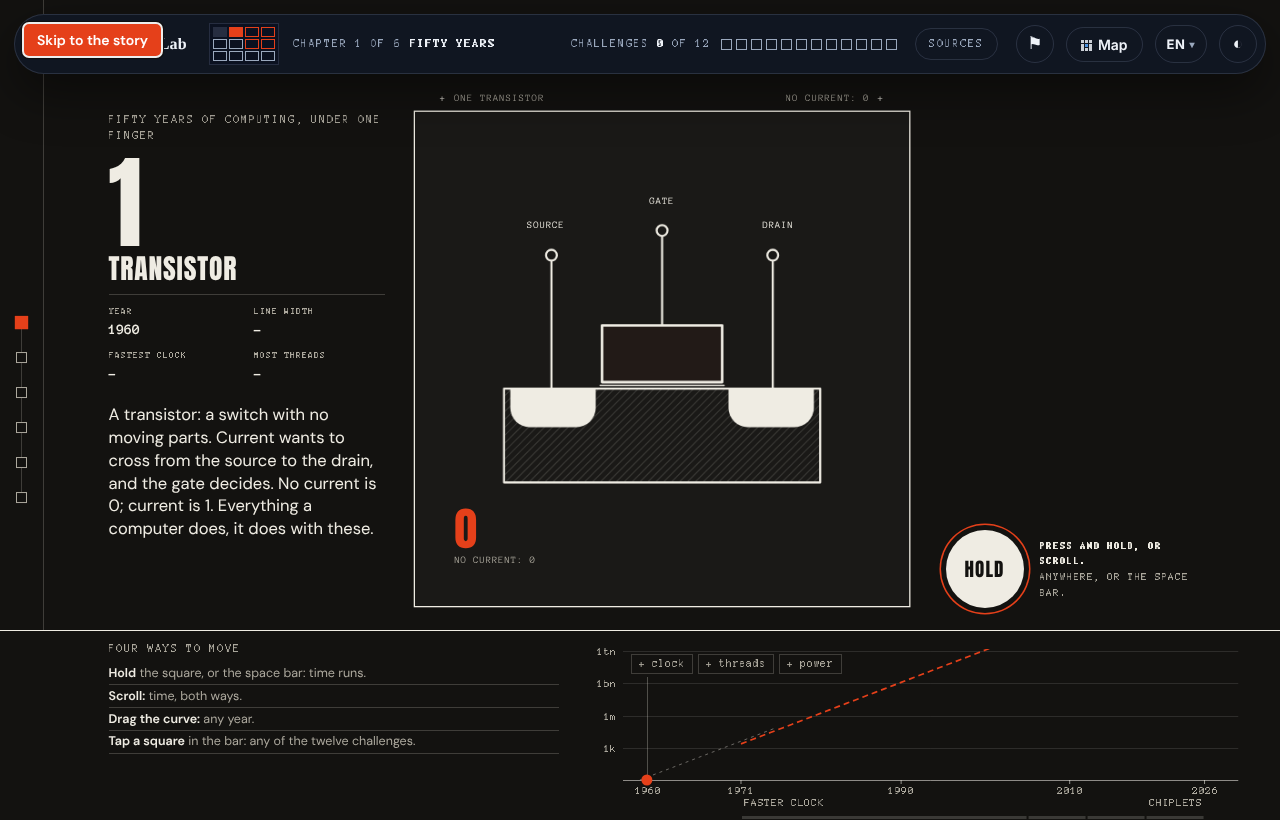 Skip to the story
Lab
CHAPTER 1 OF 6 FIFTY YEARS
CHALLENGES 0 OF 12
SOURCES
Map
EN
+ ONE TRANSISTOR
NO CURRENT: 0 +
FIFTY YEARS OF COMPUTING, UNDER ONE
FINGER
1
TRANSISTOR
YEAR
LINE WIDTH
1960
—
FASTEST CLOCK
MOST THREADS
—
—
A transistor: a switch with no
moving parts. Current wants to
cross from the source to the drain,
and the gate decides. No current is
0; current is 1. Everything a
computer does, it does with these.
GATE
SOURCE
DRAIN
0
NO CURRENT: 0
HOLD
PRESS AND HOLD, OR
SCROLL.
ANYWHERE, OR THE SPACE
BAR.
FOUR WAYS TO MOVE
Hold the square, or the space bar: time runs.
Scroll: time, both ways.
Drag the curve: any year.
Tap a square in the bar: any of the twelve challenges.
1tn
+ clock
+ threads
+ power
1bn
1m
1k
1960
1971
1990
2010
2026
FASTER CLOCK
CHIPLETS